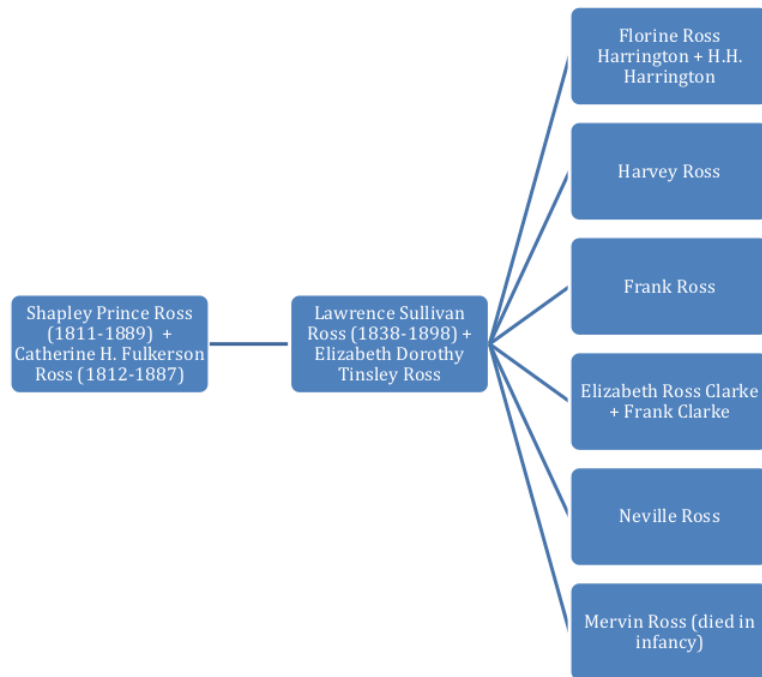 Florine Ross
Harrington + H.H.
Harrington
Harvey Ross
Frank Ross
Shapley Prince Ross
(1811-1889) +
Catherine H. Fulkerson
Ross (1812-1887)
Lawrence Sullivan
Ross (1838-1898) +
Elizabeth Dorothy
Tinsley Ross
Elizabeth Ross Clarke
+ Frank Clarke
Neville Ross
Mervin Ross (died in
infancy)